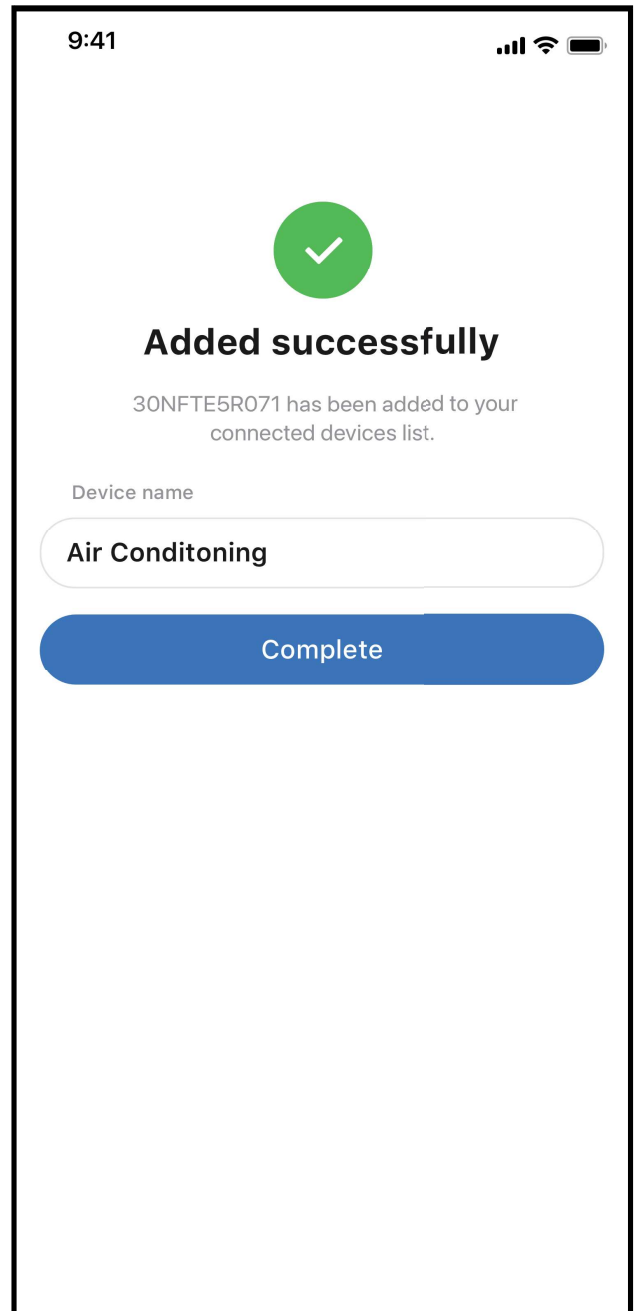 9:41
Added successfully
30NFTE5R071 has been added to your
connected devices list.
Device name
Air Conditoning
Complete